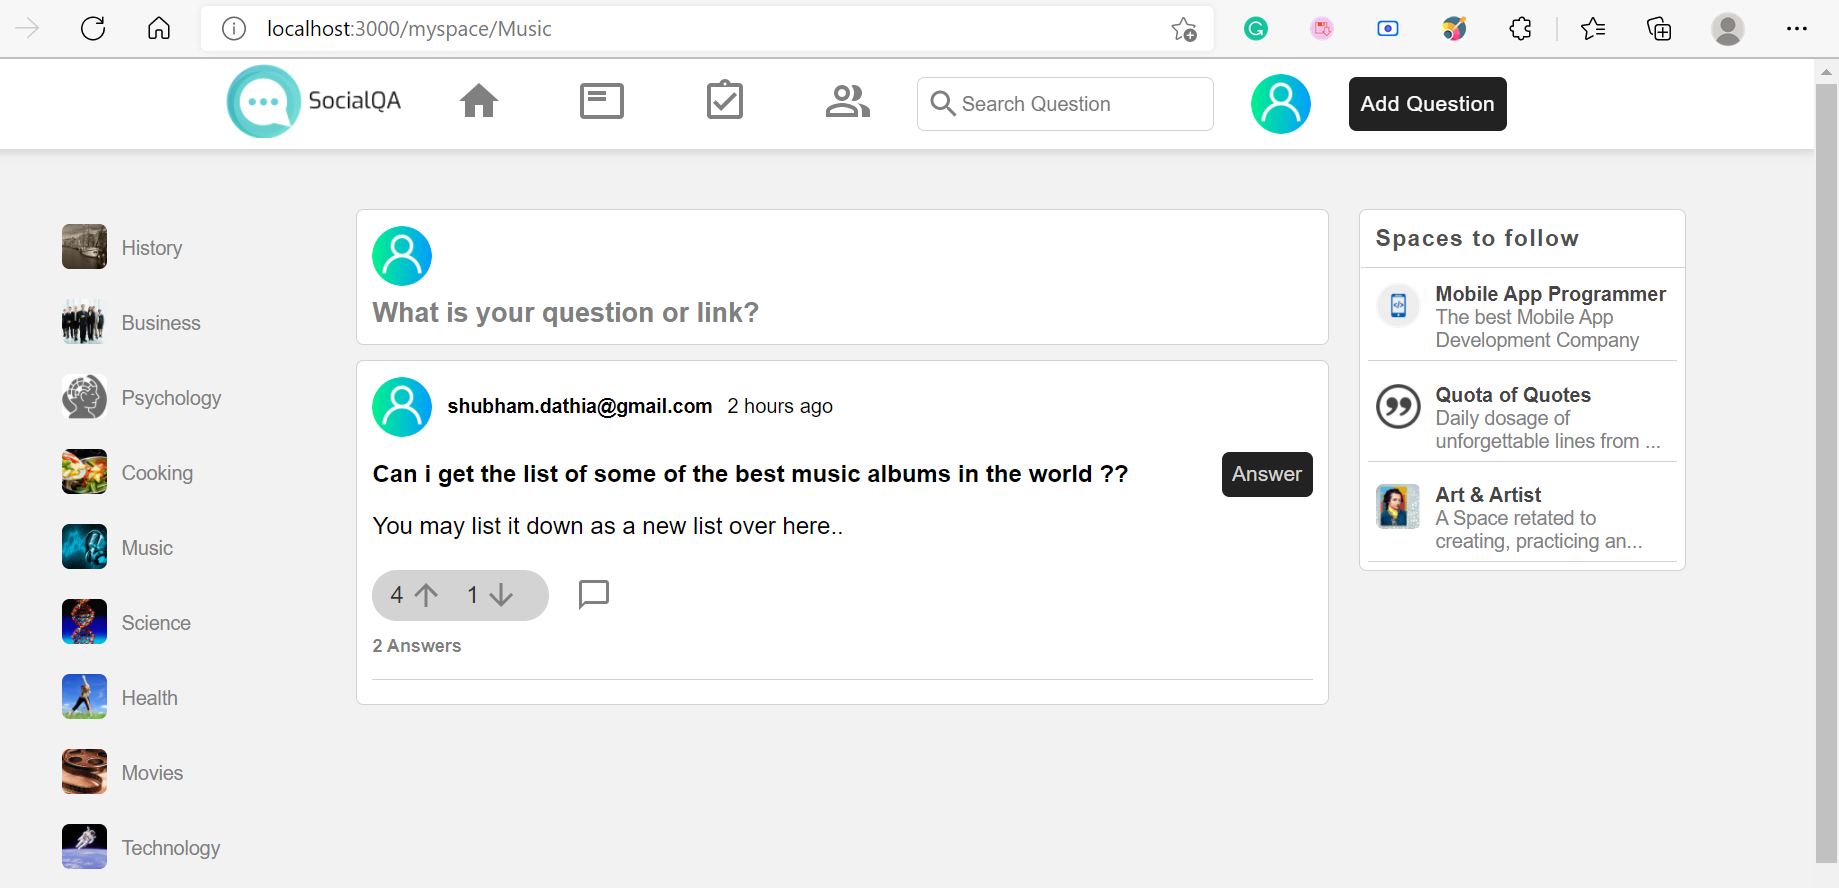 localhost:3000/myspace/Music
SocialQA
Search Question
Add Question
History
Business
Psychology
Cooking
Music
Science
Health
Movies
Technology
What is your question or link?
shubham.dathia@gmail.com 2 hours ago
Can i get the list of some of the best music albums in the world ??
Answer
You may list it down as a new list over here..
4 1
2 Answers
Spaces to follow
Mobile App Programmer
The best Mobile App
Development Company
Quota of Quotes
Daily dosage of
unforgettable lines from ...
Art & Artist
A Space retated to
creating, practicing an...